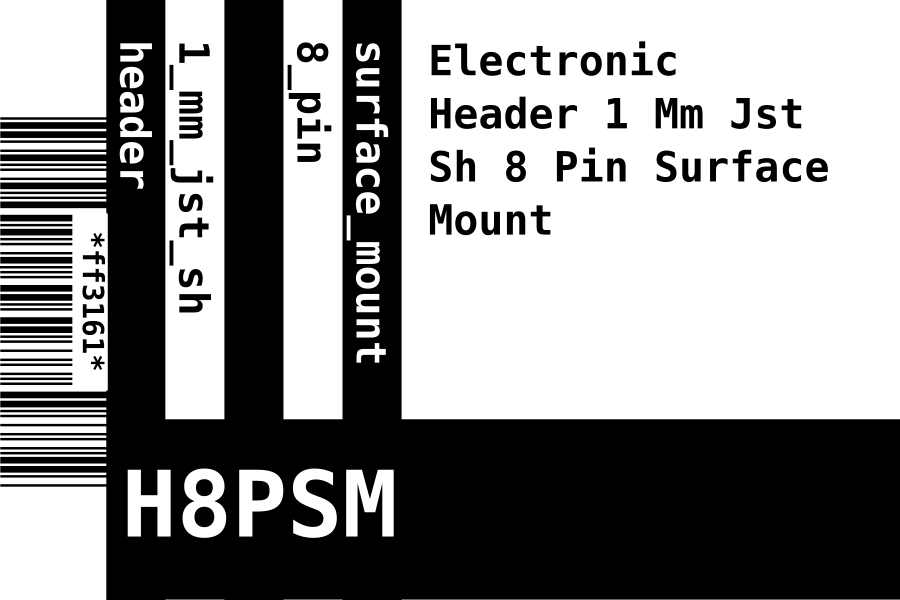 *ff3161*
header
1_mm_jst_sh
8_pin
surface_mount
Electronic
Header 1 Mm Jst
Sh 8 Pin Surface
Mount
H8PSM